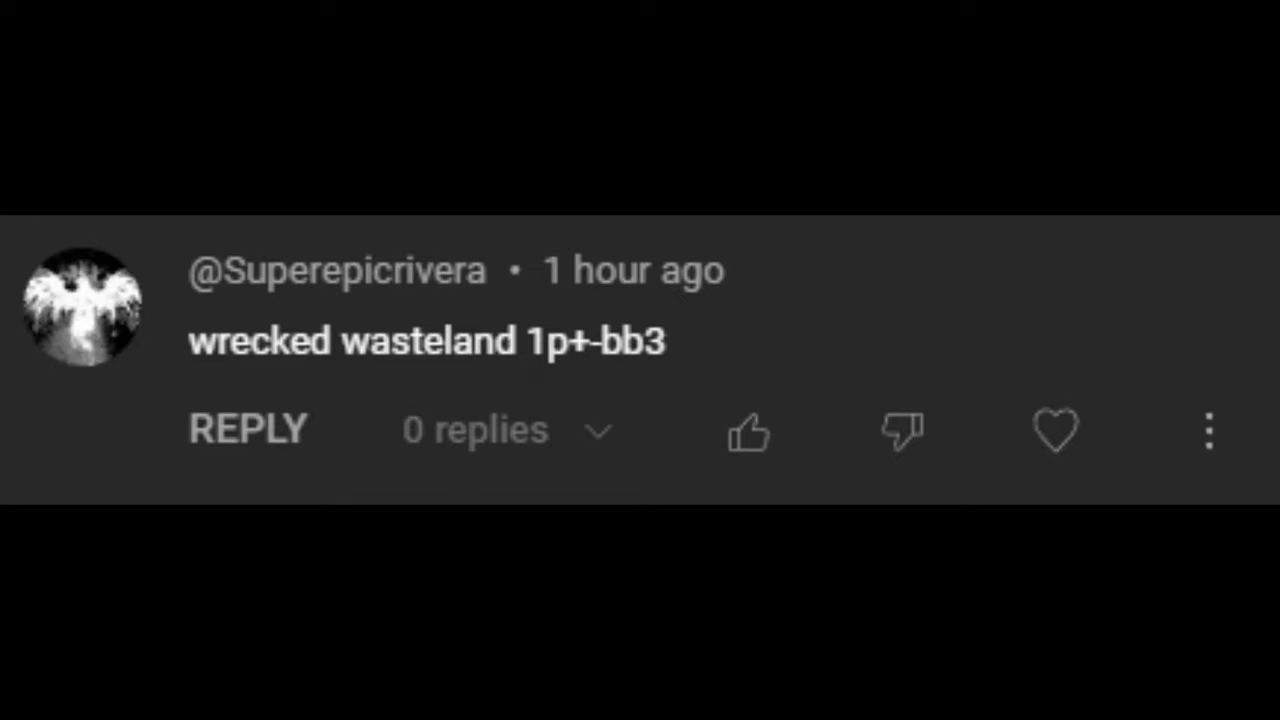 @Superepicrivera • 1 hour ago
wrecked wasteland 1p+-bb3
REPLY 0 replies